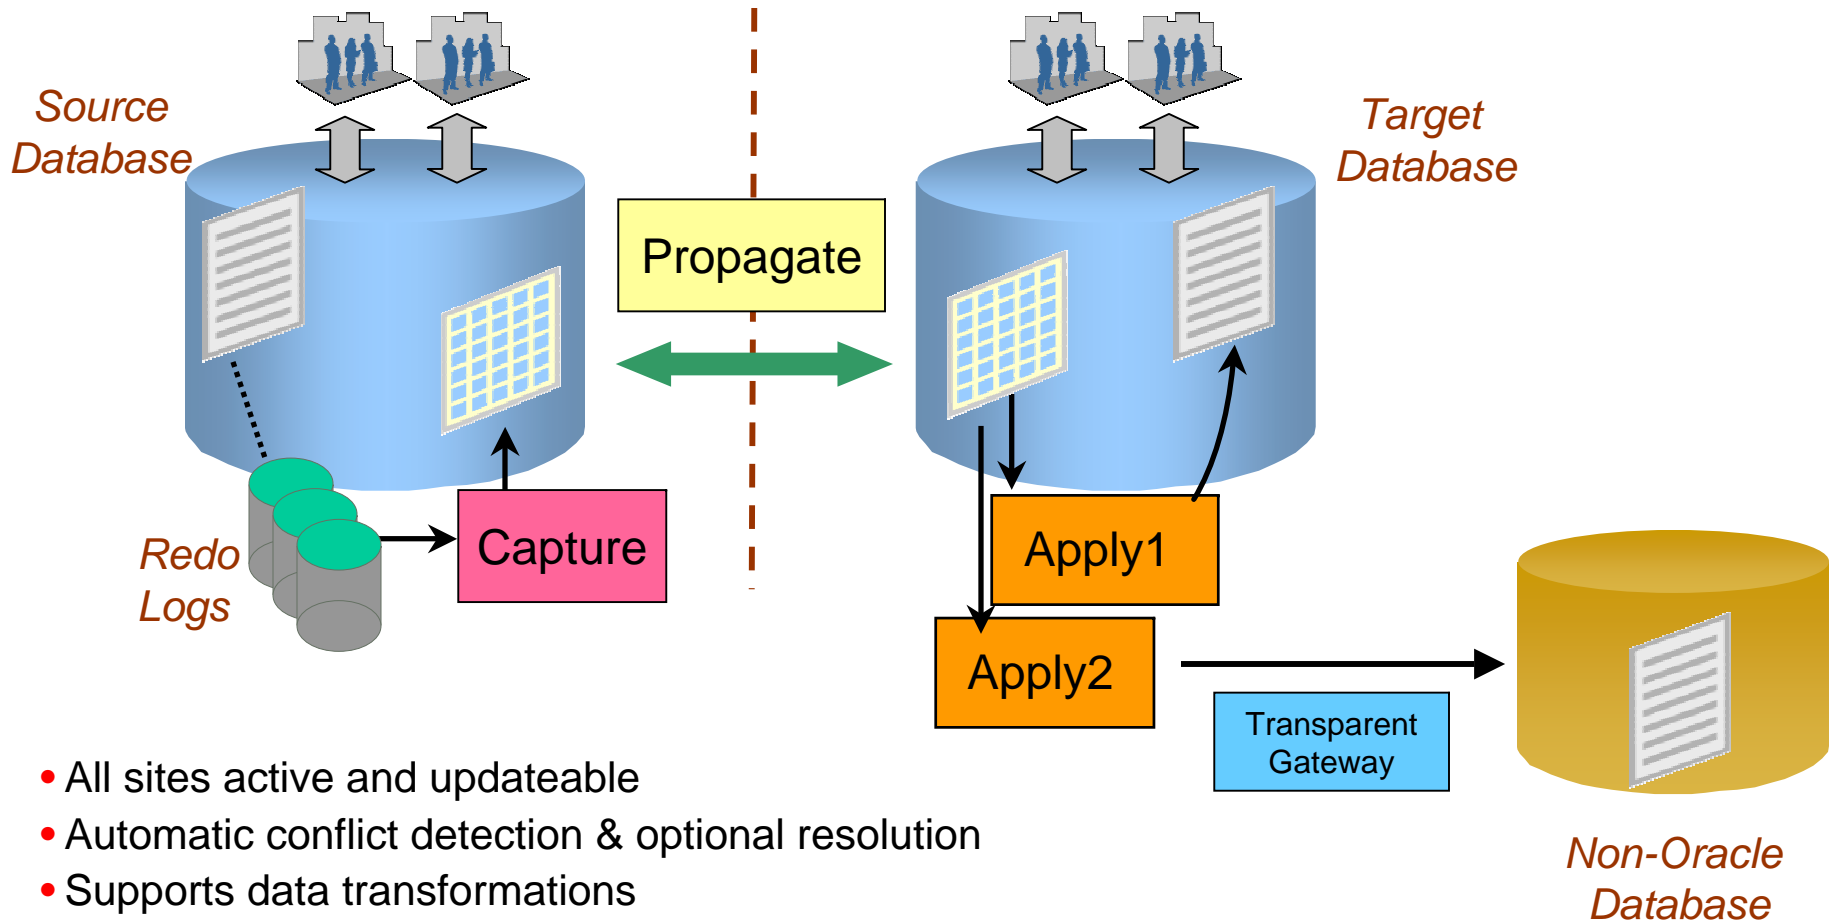 Source
Database
Target
Database
Propagate
Redo
Logs
Capture
Apply1
Apply2
Transparent
Gateway
Non-Oracle
Database
• All sites active and updateable
• Automatic conflict detection & optional resolution
• Supports data transformations